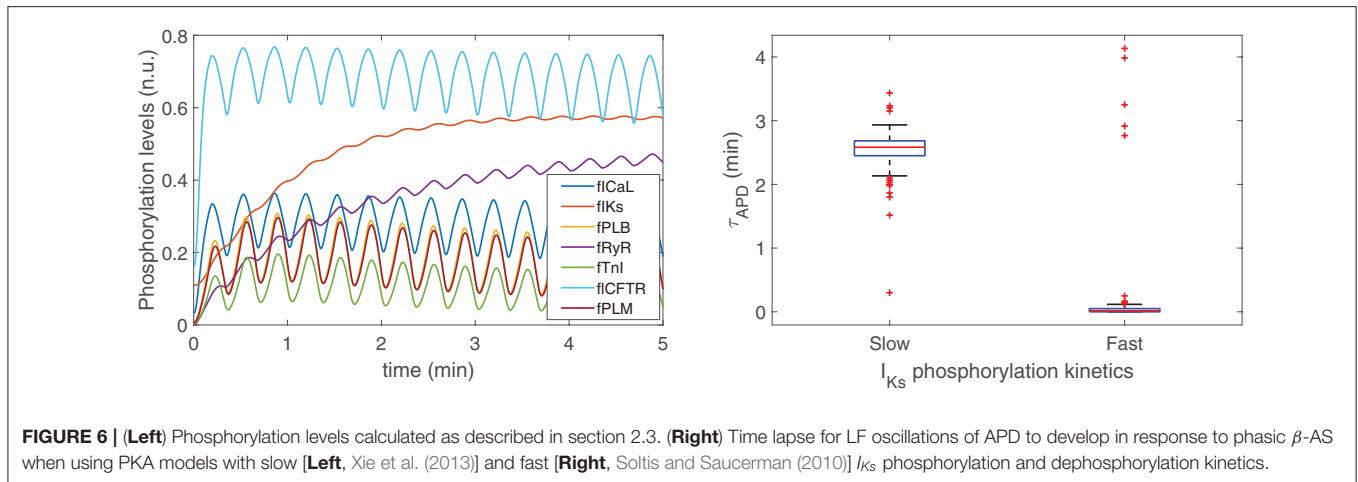 0.8
0.6
0.4
0.2
0
Phosphorylation levels (n.u.)
0 1 2 3 4 5
time (min)
fICaL
fIKs
fPLB
fRyR
fTnI
fICFTR
fPLM
4
3
2
1
0
τAPD (min)
Slow Fast
IKs phosphorylation kinetics
FIGURE 6 | (Left) Phosphorylation levels calculated as described in section 2.3. (Right) Time lapse for LF oscillations of APD to develop in response to phasic β-AS
when using PKA models with slow [Left, Xie et al. (2013)] and fast [Right, Soltis and Saucerman (2010)] IKs phosphorylation and dephosphorylation kinetics.